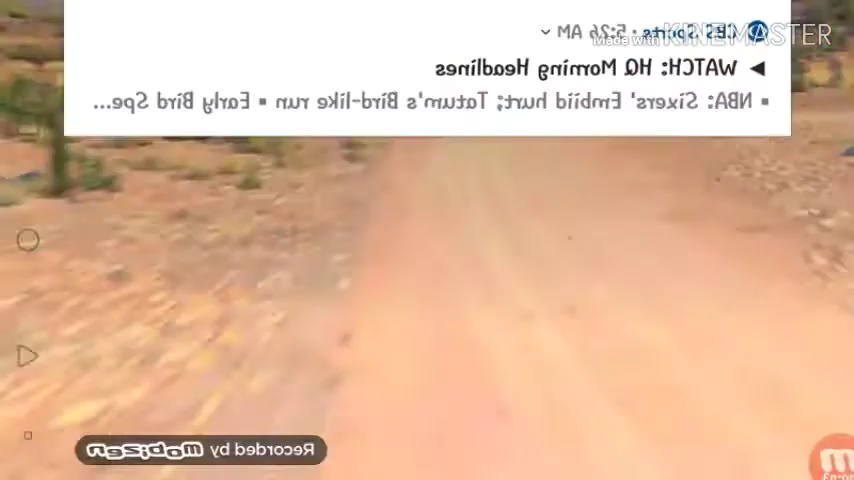 CBS Sports • 5:26 AM
Made with KINEMASTER
► WATCH: HQ Morning Headlines
▪ NBA: Sixers' Embiid hurt; Tatum's Bird-like run ▪ Early Bird Spe...
Recorded by mobizen